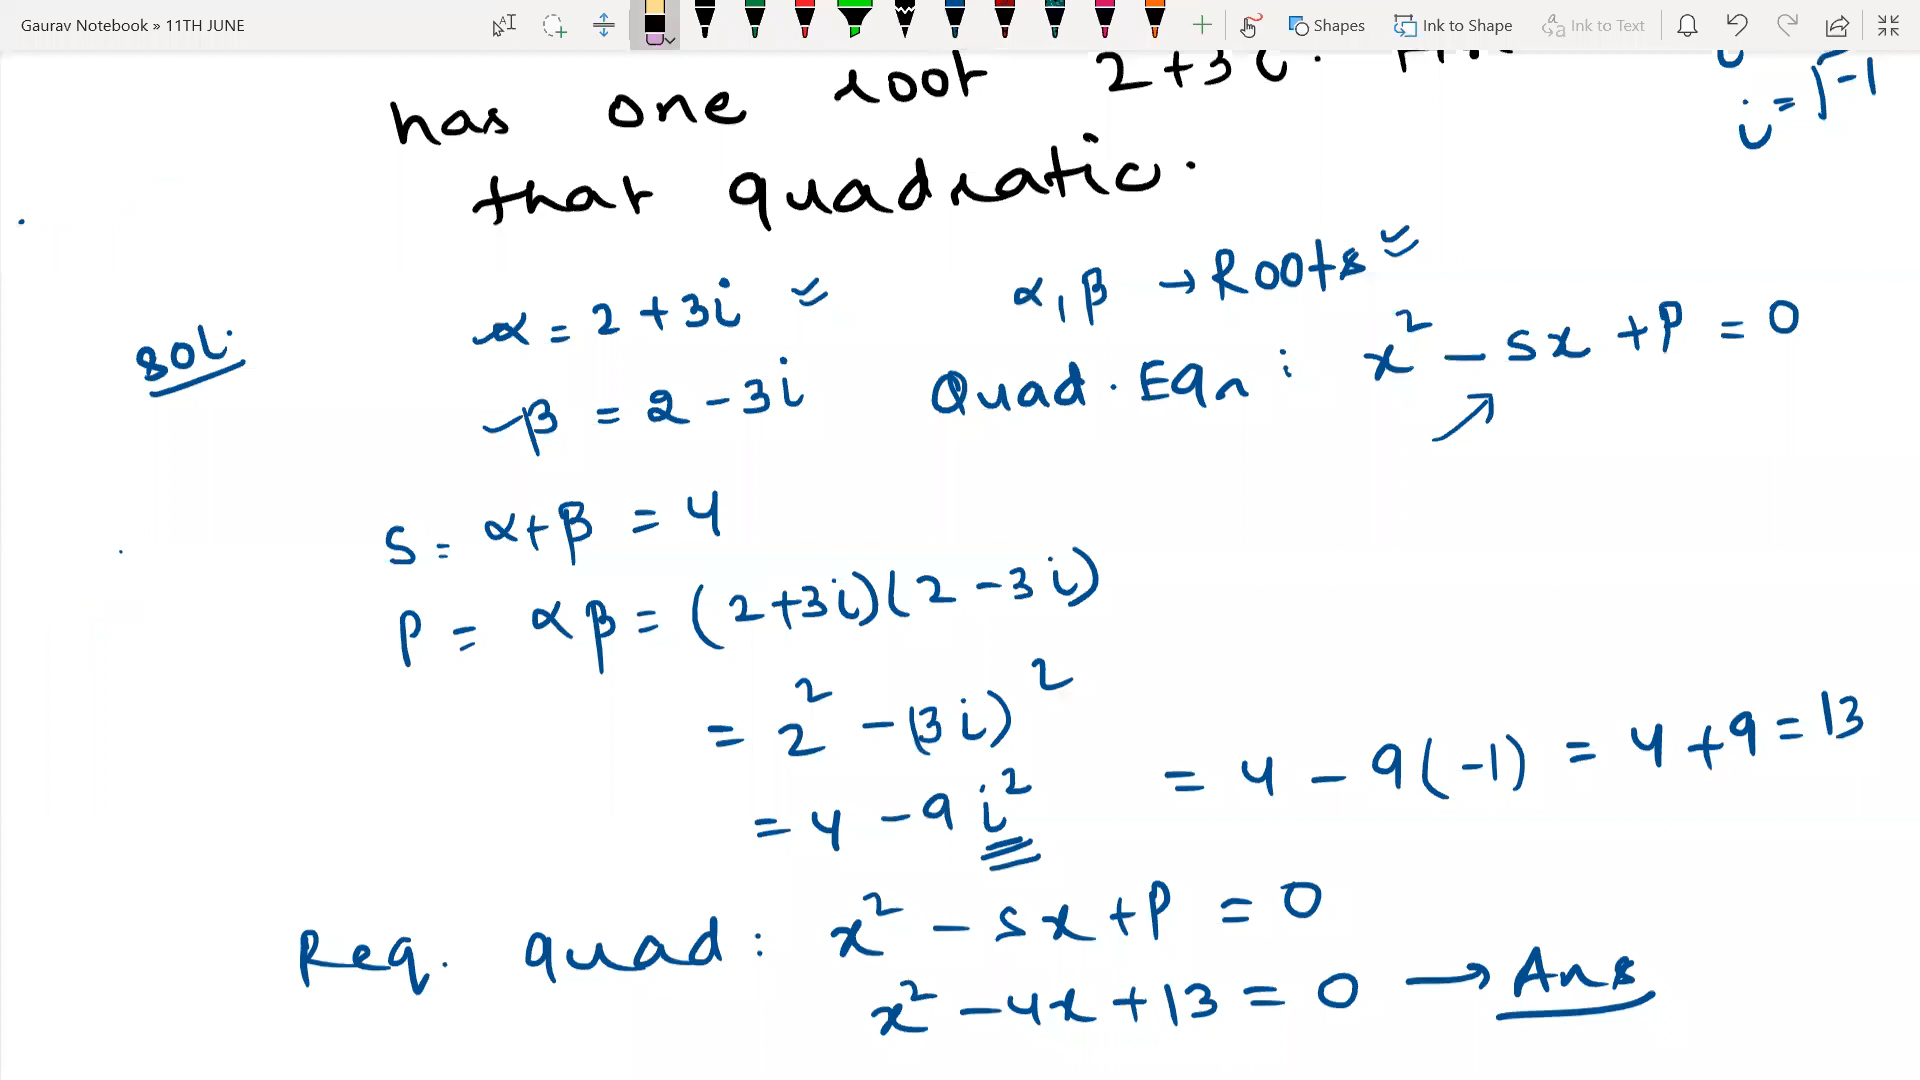 Gaurav Notebook » 11TH JUNE
Shapes
Ink to Shape
Ink to Text
has one root 2+3i.
i = √-1
that quadratic.
Sol:
α = 2 + 3i
α, β → Roots
β = 2 - 3i
Quad. Eqn: x² - sx + P = 0
S = α + β = 4
P = αβ = (2+3i)(2-3i)
= 2² - (3i)²
= 4 - 9i² = 4 - 9(-1) = 4 + 9 = 13
Req. quad: x² - sx + P = 0
x² - 4x + 13 = 0 → Ans